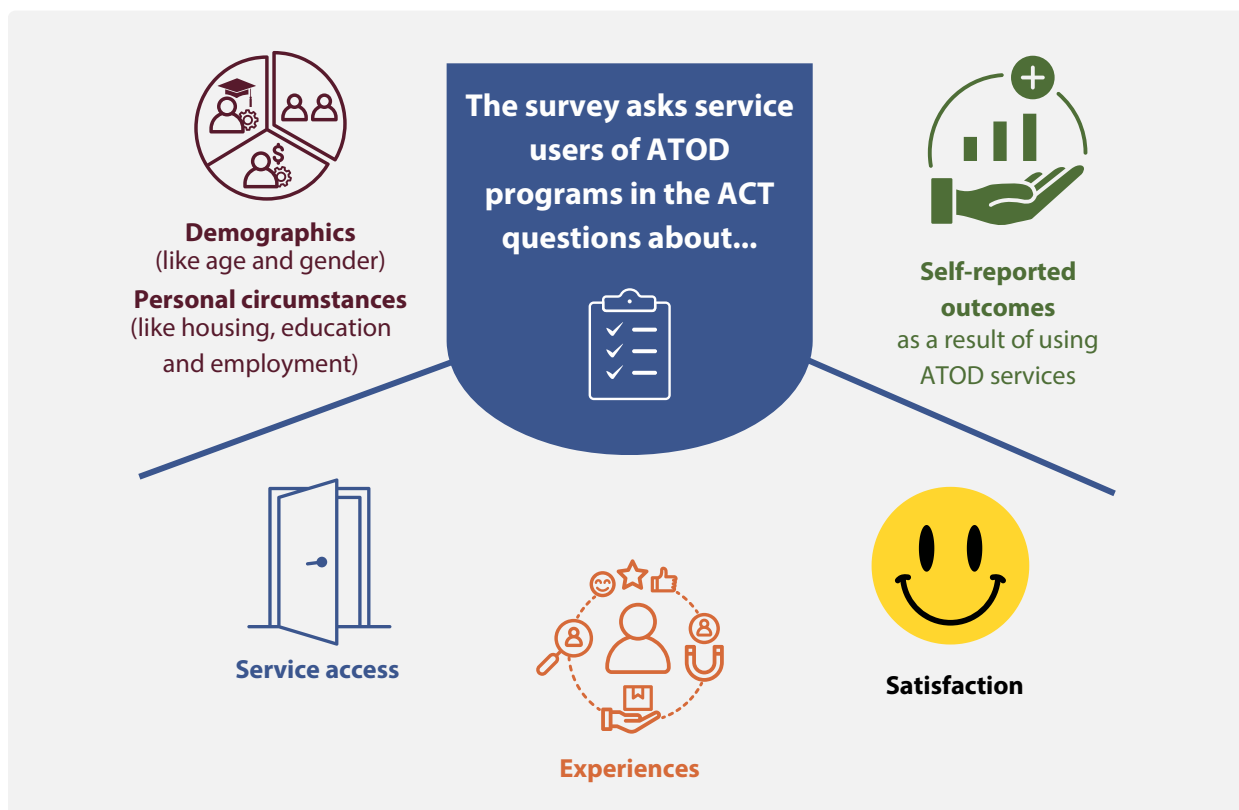 The survey asks service
users of ATOD
programs in the ACT
questions about...
Demographics
(like age and gender)
Personal circumstances
(like housing, education
and employment)
Self-reported
outcomes
as a result of using
ATOD services
Service access
Experiences
Satisfaction